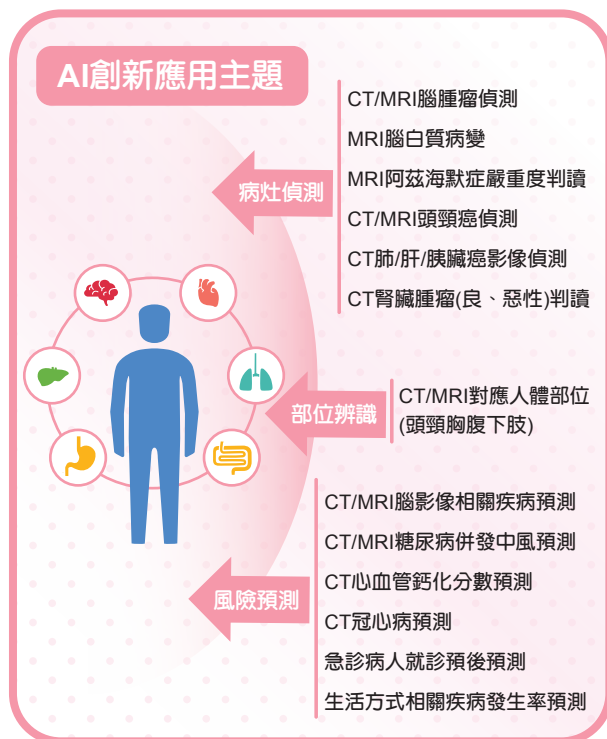 AI創新應用主題
病灶偵測
CT/MRI腦腫瘤偵測
MRI腦白質病變
MRI阿茲海默症嚴重度判讀
CT/MRI頭頸癌偵測
CT肺/肝/胰臟癌影像偵測
CT腎臟腫瘤(良、惡性)判讀
部位辨識
CT/MRI對應人體部位
(頭頸胸腹下肢)
風險預測
CT/MRI腦影像相關疾病預測
CT/MRI糖尿病併發中風預測
CT心血管鈣化分數預測
CT冠心病預測
急診病人就診預後預測
生活方式相關疾病發生率預測